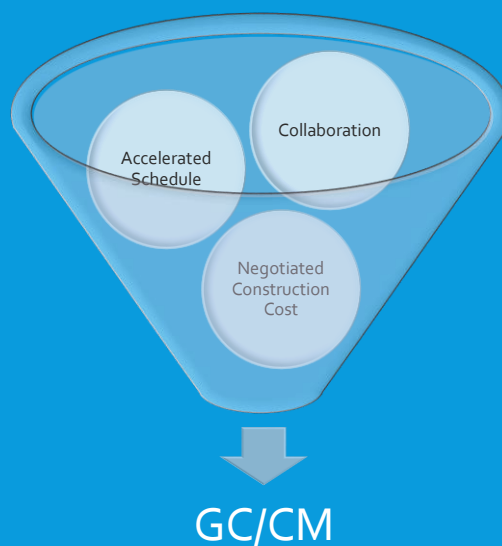 Collaboration
Accelerated
Schedule
Negotiated
Construction
Cost
GC/CM